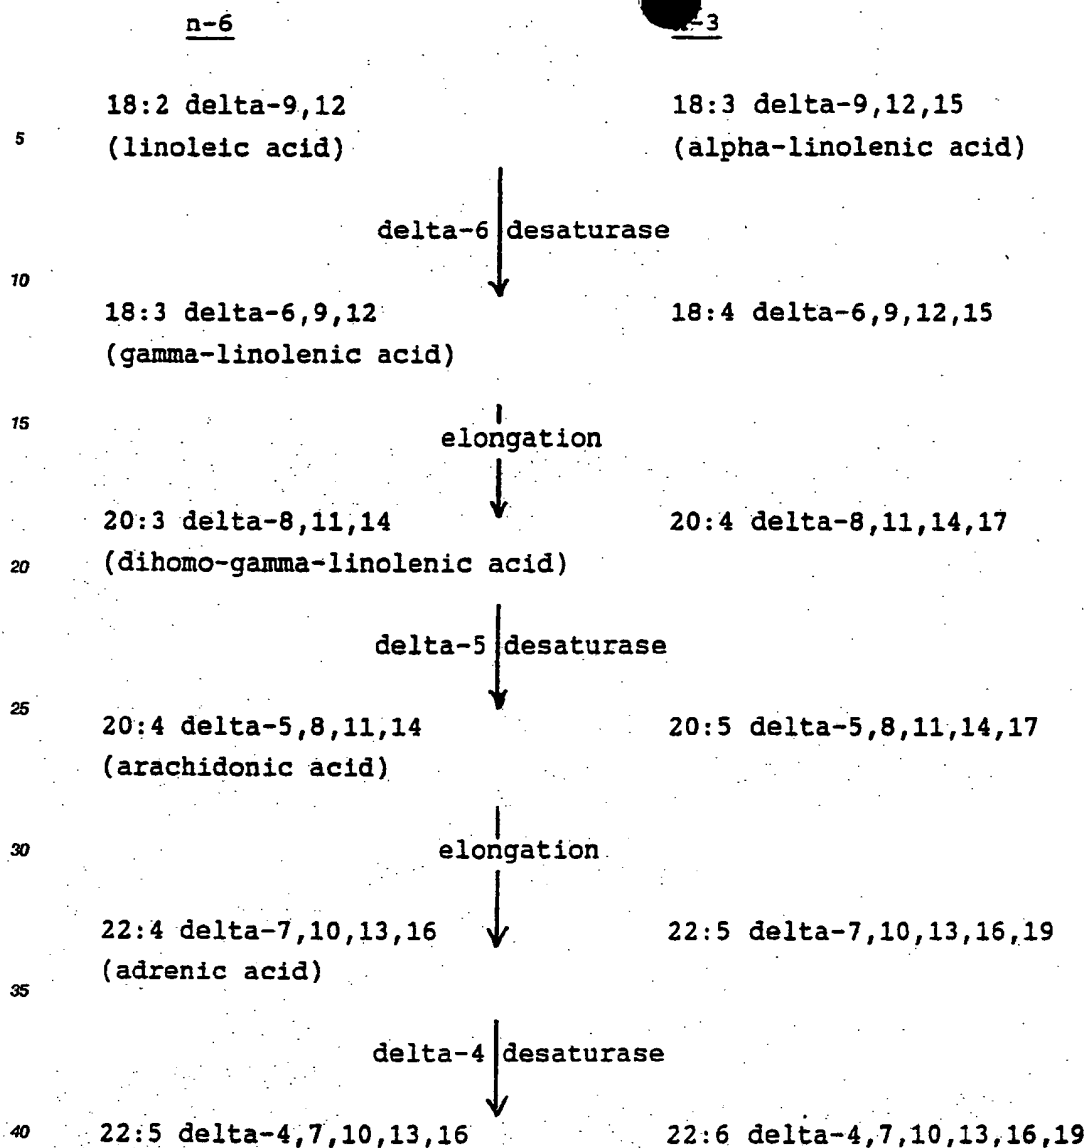 n-6 -3
18:2 delta-9,12 18:3 delta-9,12,15
5 (linoleic acid) (alpha-linolenic acid)
delta-6 desaturase
10
18:3 delta-6,9,12 18:4 delta-6,9,12,15
(gamma-linolenic acid)
15
elongation
20:3 delta-8,11,14 20:4 delta-8,11,14,17
20 (dihomo-gamma-linolenic acid)
delta-5 desaturase
25
20:4 delta-5,8,11,14 20:5 delta-5,8,11,14,17
(arachidonic acid)
30 elongation
22:4 delta-7,10,13,16 22:5 delta-7,10,13,16,19
(adrenic acid)
35
delta-4 desaturase
40 22:5 delta-4,7,10,13,16 22:6 delta-4,7,10,13,16,19